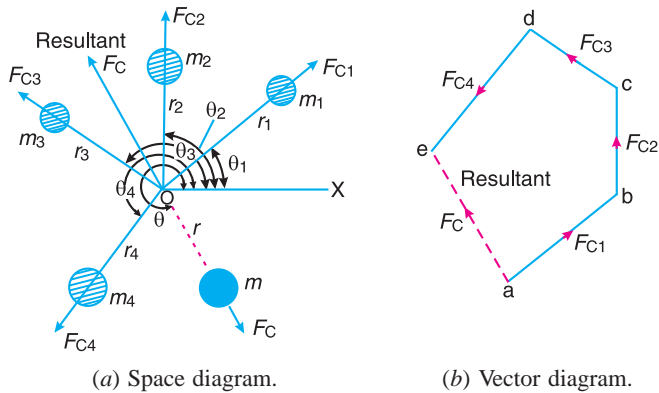 F_C2
Resultant
F_C
m_2
F_C3
F_C1
m_3
r_2
θ_2
m_1
r_1
r_3
θ_3
θ_1
θ_4
O
X
θ
r
r_4
m_4
m
F_C4
F_C
(a) Space diagram.
d
F_C3
F_C4
c
e
F_C2
Resultant
b
F_C
F_C1
a
(b) Vector diagram.